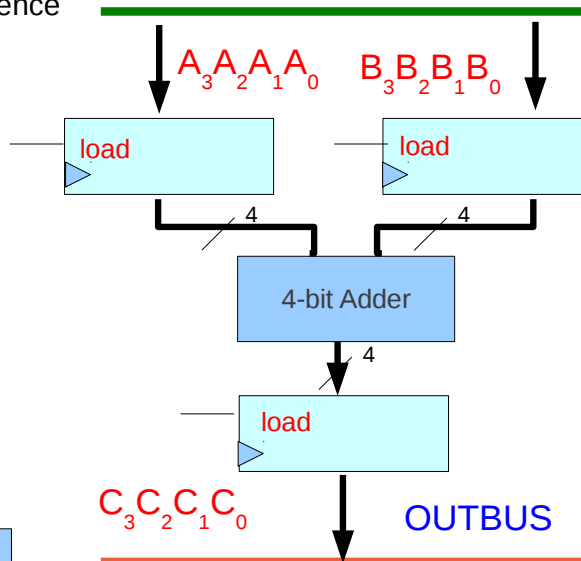 ence
A₃A₂A₁A₀
B₃B₂B₁B₀
load
load
4
4
4-bit Adder
4
load
C₃C₂C₁C₀
OUTBUS